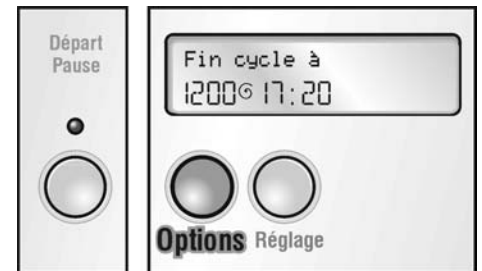 Départ
Pause
Fin cycle à
1200 17:20
Options
Réglage